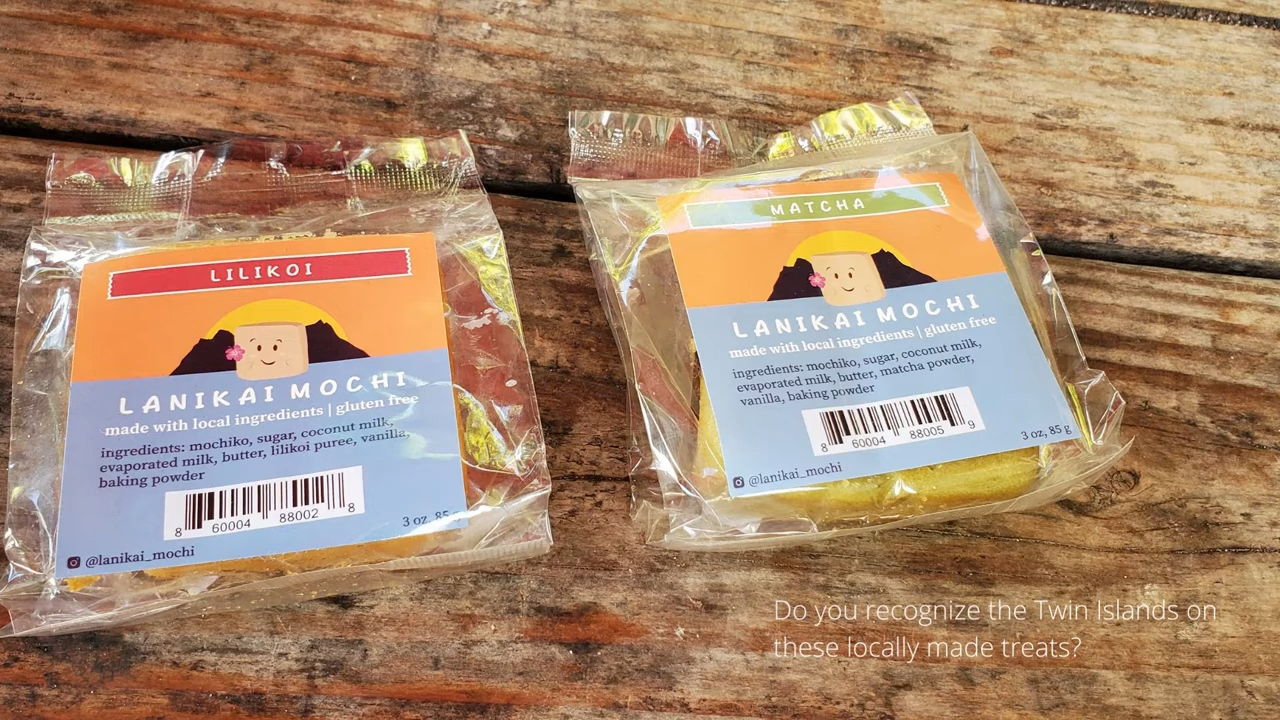 LILIKOI
LANIKAI MOCHI
made with local ingredients | gluten free
ingredients: mochiko, sugar, coconut milk,
evaporated milk, butter, lilikoi puree, vanilla,
baking powder
8 60004 88002 8
3 oz, 85 g
@lanikai_mochi
MATCHA
LANIKAI MOCHI
made with local ingredients | gluten free
ingredients: mochiko, sugar, coconut milk,
evaporated milk, butter, matcha powder,
vanilla, baking powder
8 60004 88005 9
3 oz, 85 g
@lanikai_mochi
Do you recognize the Twin Islands on
these locally made treats?